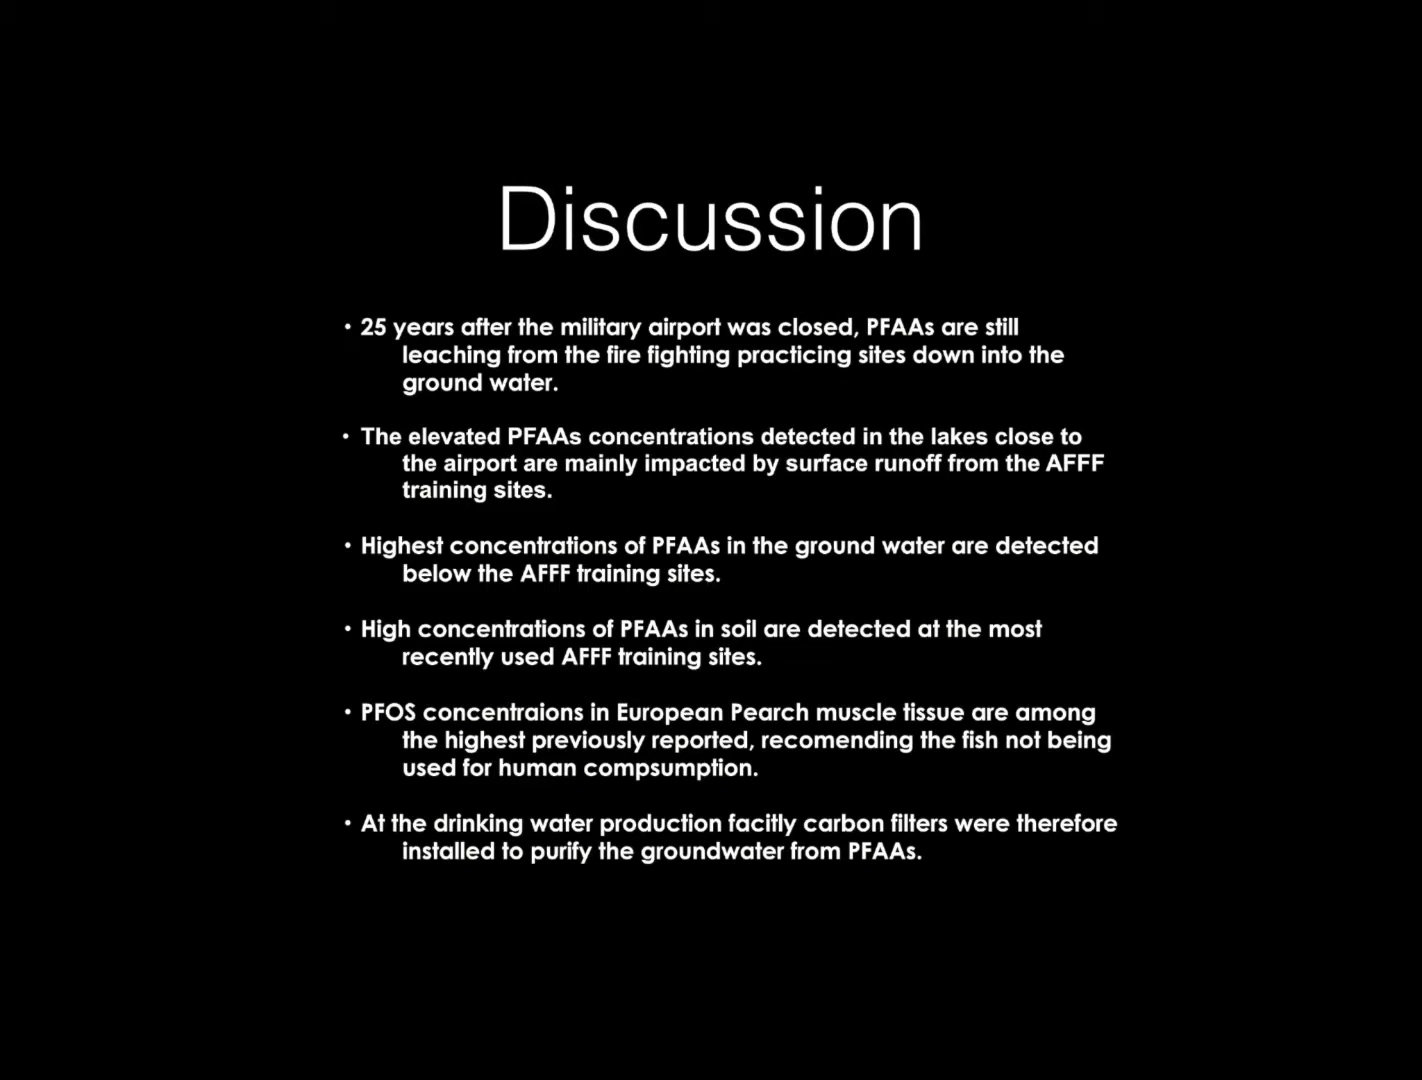 Discussion
• 25 years after the military airport was closed, PFAAs are still
leaching from the fire fighting practicing sites down into the
ground water.
• The elevated PFAAs concentrations detected in the lakes close to
the airport are mainly impacted by surface runoff from the AFFF
training sites.
• Highest concentrations of PFAAs in the ground water are detected
below the AFFF training sites.
• High concentrations of PFAAs in soil are detected at the most
recently used AFFF training sites.
• PFOS concentraions in European Pearch muscle tissue are among
the highest previously reported, recomending the fish not being
used for human compsumption.
• At the drinking water production facitly carbon filters were therefore
installed to purify the groundwater from PFAAs.